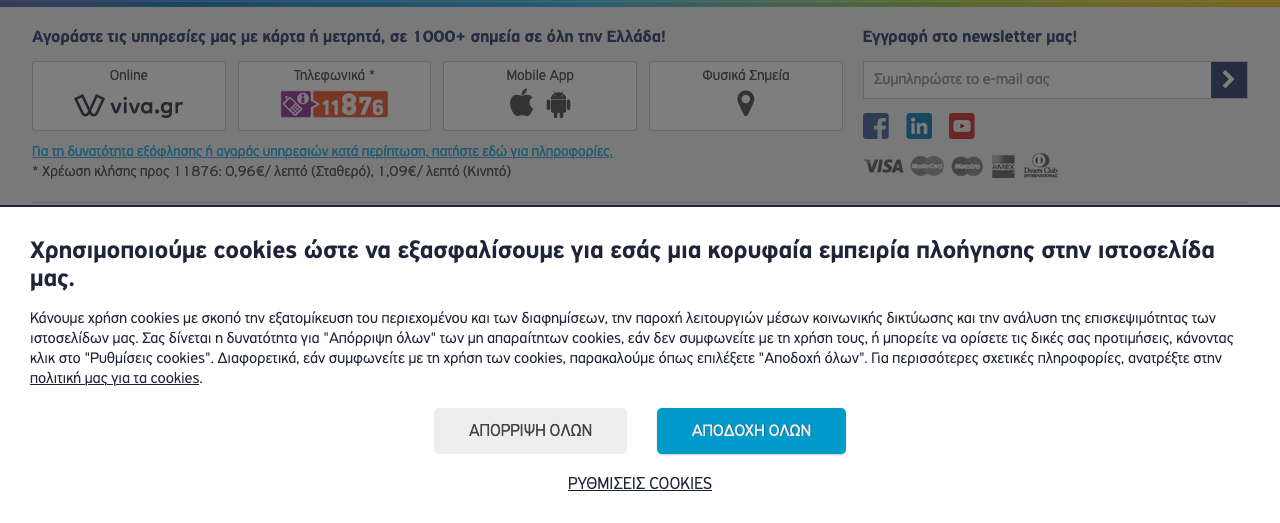 Αγοράστε τις υπηρεσίες μας με κάρτα ή μετρητά, σε 1000+ σημεία σε όλη την Ελλάδα!
Online
viva.gr
Τηλεφωνικά *
11876
Mobile App
Φυσικά Σημεία
Για τη δυνατότητα εξόφλησης ή αγοράς υπηρεσιών κατά περίπτωση, πατήστε εδώ για πληροφορίες.
* Χρέωση κλήσης προς 11876: 0,96€/ λεπτό (Σταθερό), 1,09€/ λεπτό (Κινητό)
Εγγραφή στο newsletter μας!
Συμπληρώστε το e-mail σας
VISA MasterCard Maestro AMEX Diners Club INTERNATIONAL
Χρησιμοποιούμε cookies ώστε να εξασφαλίσουμε για εσάς μια κορυφαία εμπειρία πλοήγησης στην ιστοσελίδα
μας.
Κάνουμε χρήση cookies με σκοπό την εξατομίκευση του περιεχομένου και των διαφημίσεων, την παροχή λειτουργιών μέσων κοινωνικής δικτύωσης και την ανάλυση της επισκεψιμότητας των
ιστοσελίδων μας. Σας δίνεται η δυνατότητα για "Απόρριψη όλων" των μη απαραίτητων cookies, εάν δεν συμφωνείτε με τη χρήση τους, ή μπορείτε να ορίσετε τις δικές σας προτιμήσεις, κάνοντας
κλικ στο "Ρυθμίσεις cookies". Διαφορετικά, εάν συμφωνείτε με τη χρήση των cookies, παρακαλούμε όπως επιλέξετε "Αποδοχή όλων". Για περισσότερες σχετικές πληροφορίες, ανατρέξτε στην
πολιτική μας για τα cookies.
ΑΠΟΡΡΙΨΗ ΟΛΩΝ
ΑΠΟΔΟΧΗ ΟΛΩΝ
ΡΥΘΜΙΣΕΙΣ COOKIES